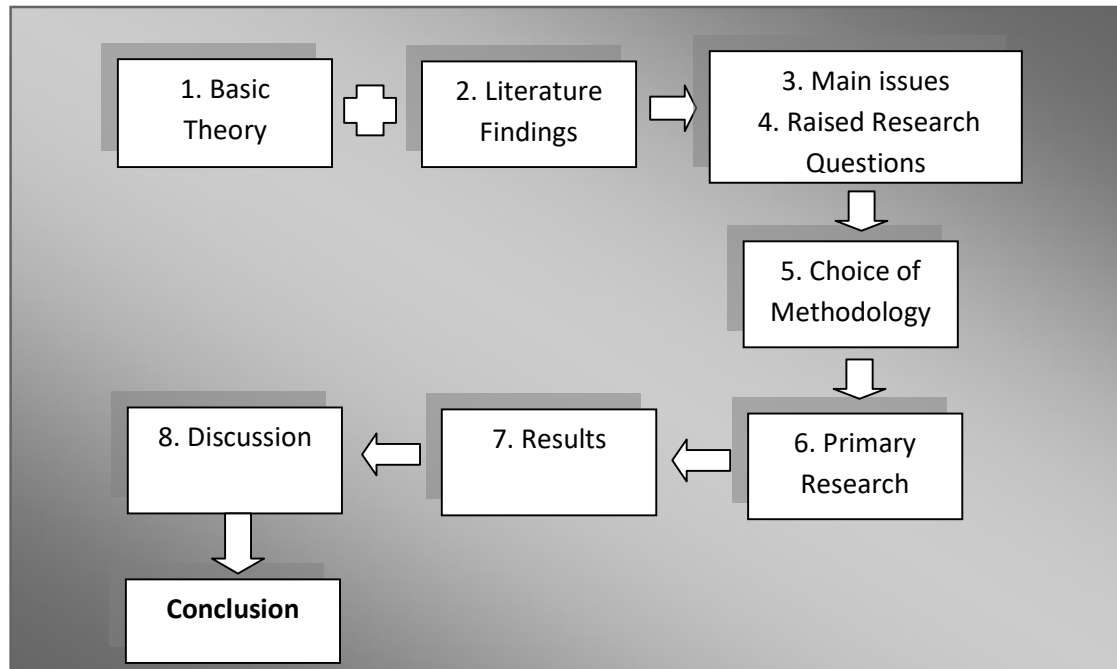 1. Basic
Theory
2. Literature
Findings
3. Main issues
4. Raised Research
Questions
5. Choice of
Methodology
6. Primary
Research
7. Results
8. Discussion
Conclusion